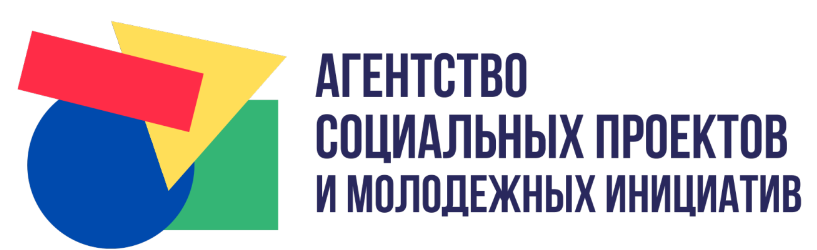 АГЕНТСТВО
СОЦИАЛЬНЫХ ПРОЕКТОВ
И МОЛОДЕЖНЫХ ИНИЦИАТИВ